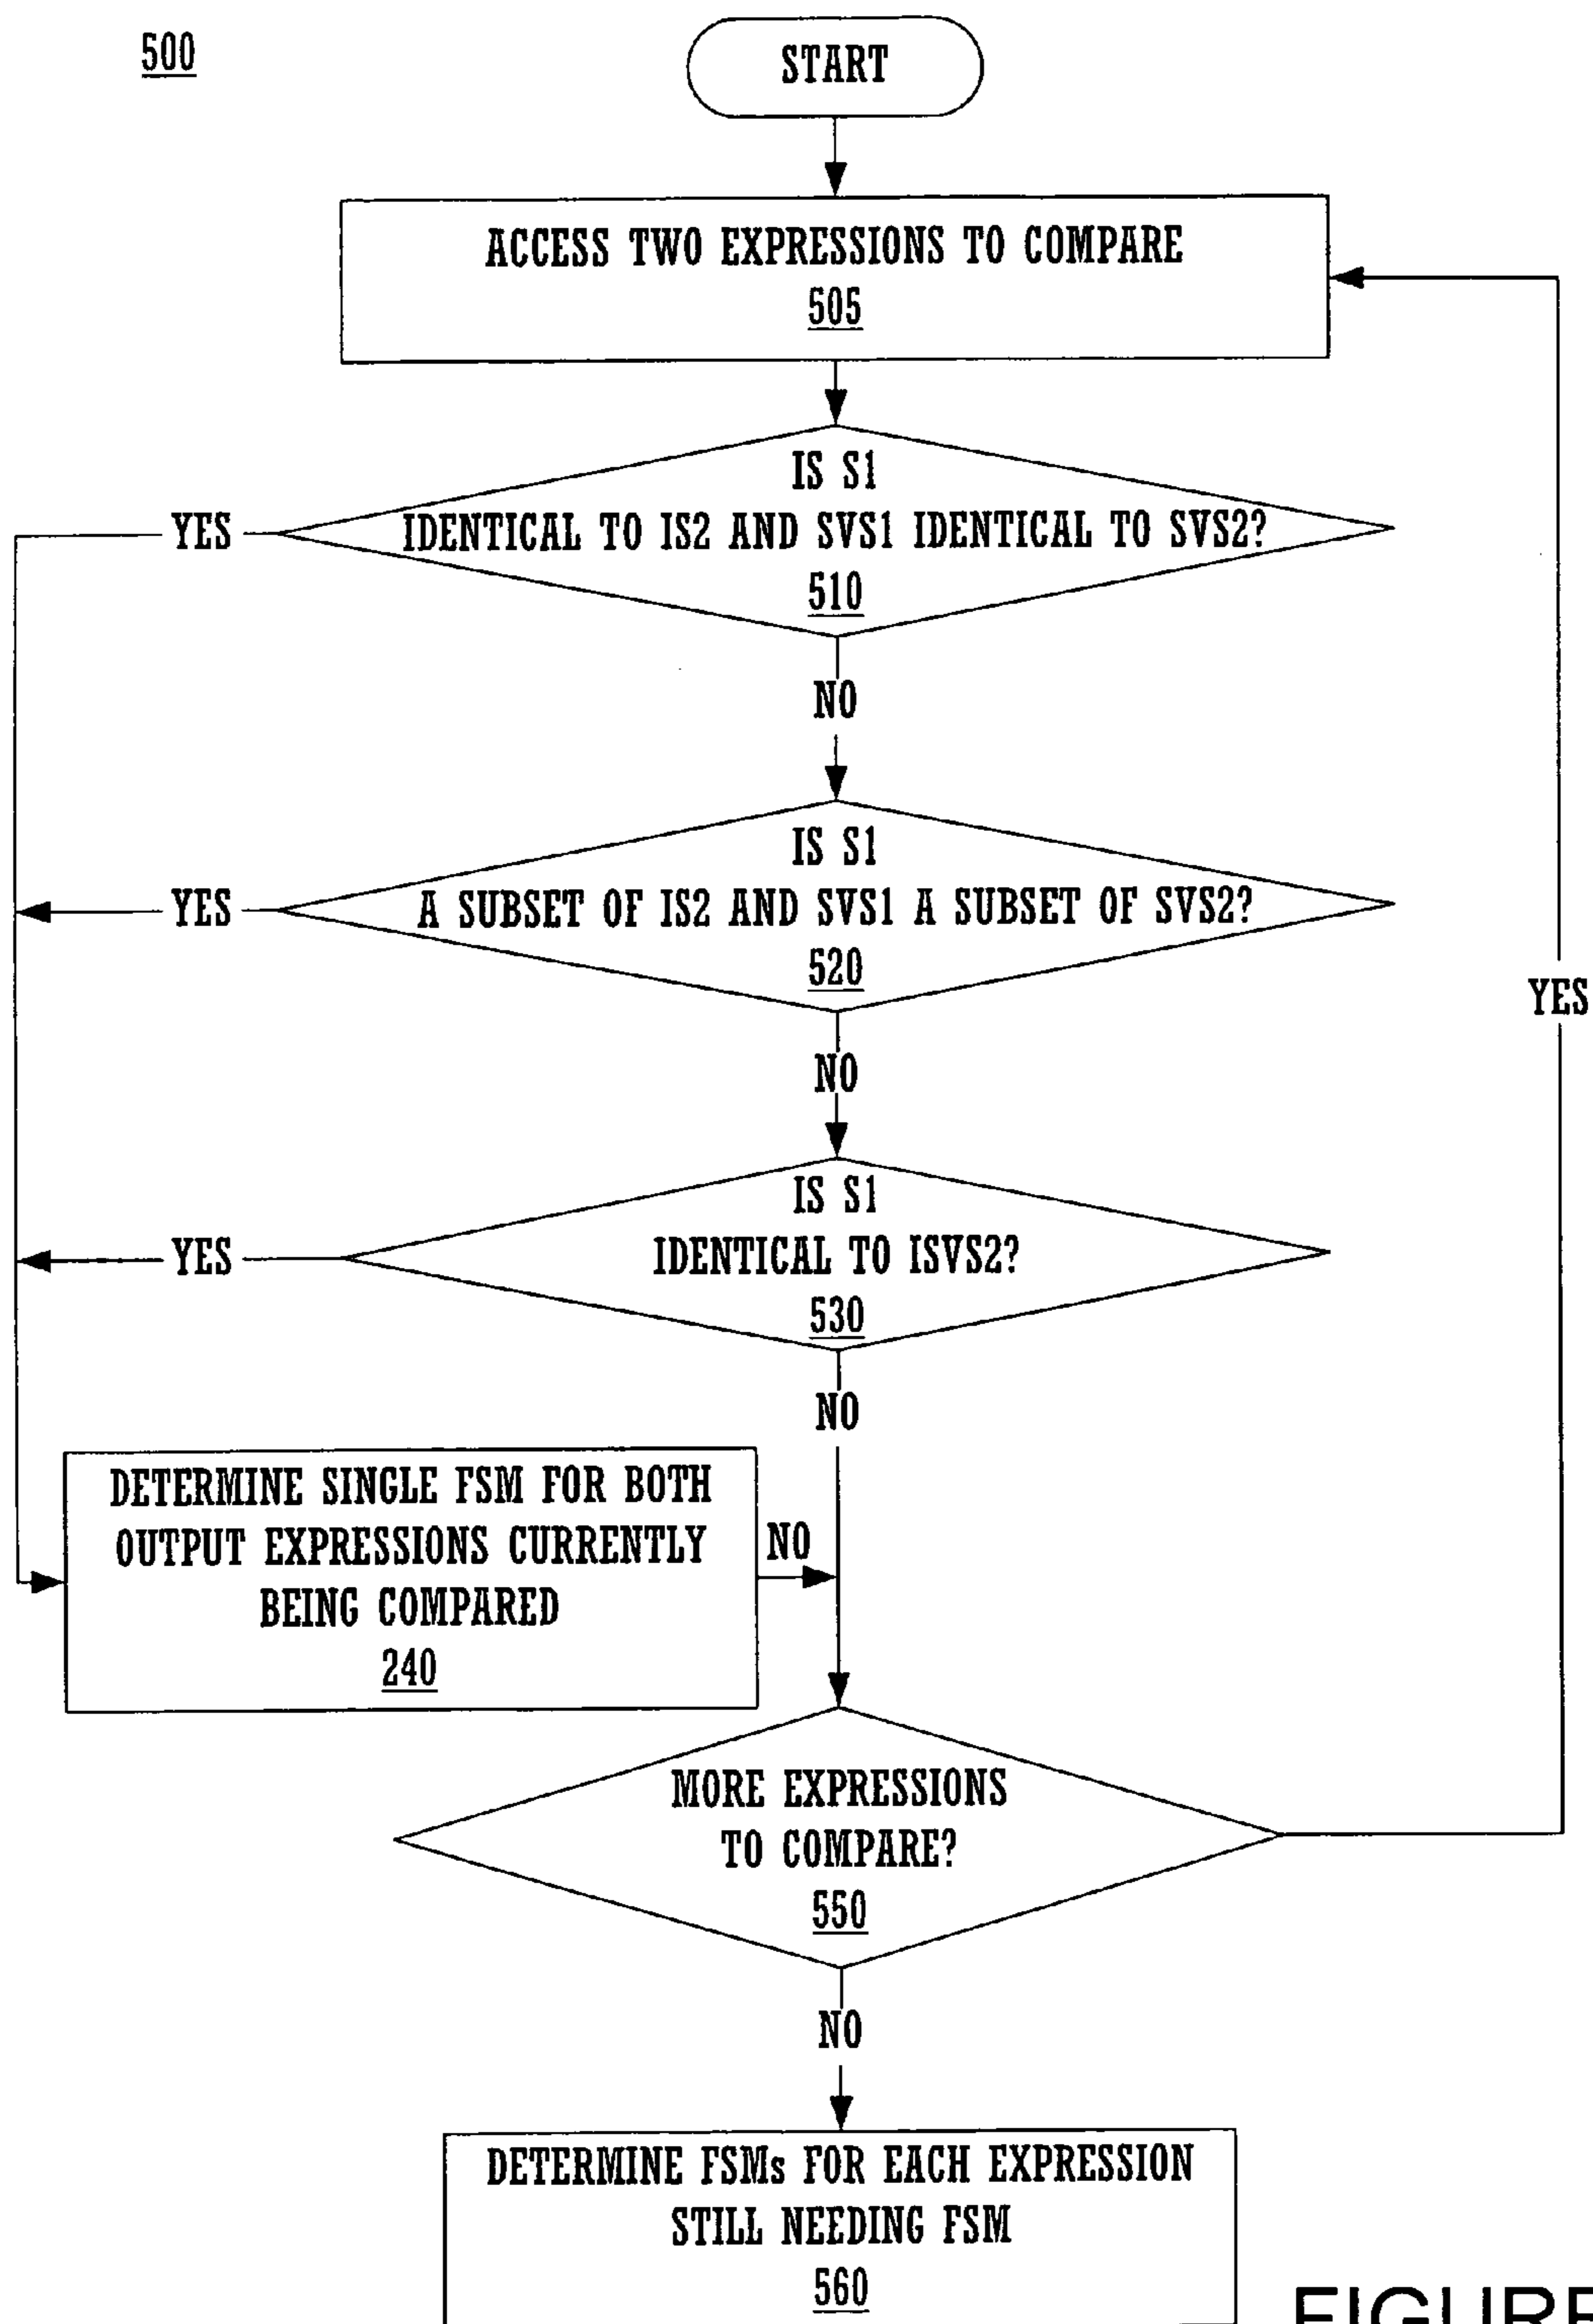 500
START
ACCESS TWO EXPRESSIONS TO COMPARE
505
IS S1
IDENTICAL TO IS2 AND SVS1 IDENTICAL TO SVS2?
510
YES
NO
IS S1
A SUBSET OF IS2 AND SVS1 A SUBSET OF SVS2?
520
YES
YES
NO
IS S1
IDENTICAL TO ISVS2?
530
YES
NO
DETERMINE SINGLE FSM FOR BOTH
OUTPUT EXPRESSIONS CURRENTLY
BEING COMPARED
240
NO
MORE EXPRESSIONS
TO COMPARE?
550
NO
DETERMINE FSMs FOR EACH EXPRESSION
STILL NEEDING FSM
560
FIGURE